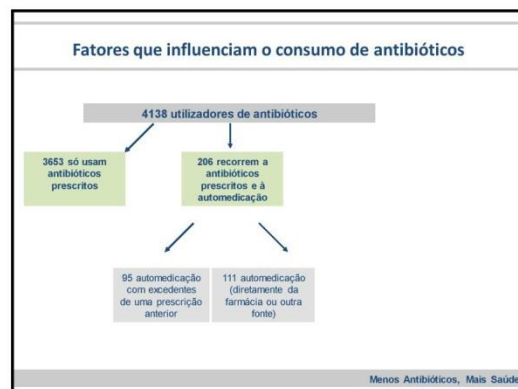 Fatores que influenciam o consumo de antibióticos
4138 utilizadores de antibióticos
3653 só usam
antibióticos
prescritos
206 recorrem a
antibióticos
prescritos e à
automedicação
95 automedicação
com excedentes
de uma prescrição
anterior
111 automedicação
(diretamente da
farmácia ou outra
fonte)
Menos Antibióticos, Mais Saúde